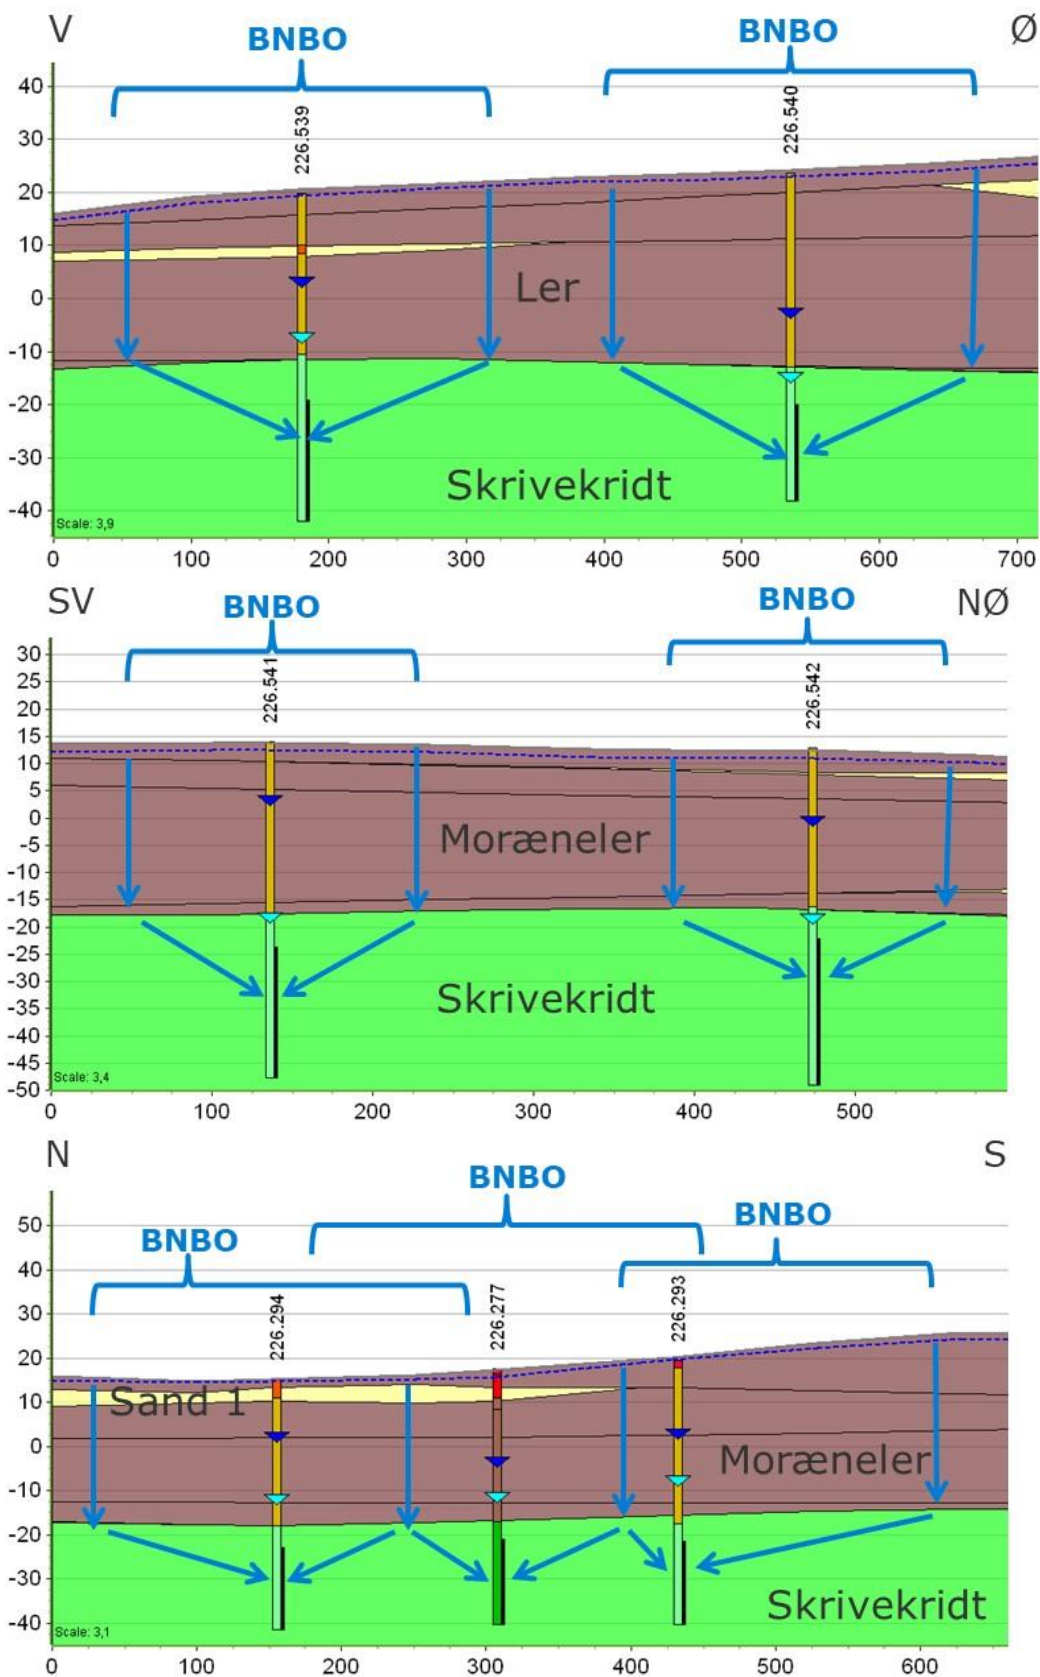 V
Ø
BNBO
BNBO
226.539
226.540
40
30
20
10
0
-10
-20
-30
-40
Ler
Skrivekridt
Scale: 3,9
0 100 200 300 400 500 600 700
SV
NØ
BNBO
BNBO
226.541
226.542
30
25
20
15
10
5
0
-5
-10
-15
-20
-25
-30
-35
-40
-45
-50
Moræneler
Skrivekridt
Scale: 3,4
0 100 200 300 400 500
N
S
BNBO
BNBO
BNBO
226.294
226.277
226.293
50
40
30
20
10
0
-10
-20
-30
-40
Sand 1
Moræneler
Skrivekridt
Scale: 3,1
0 100 200 300 400 500 600